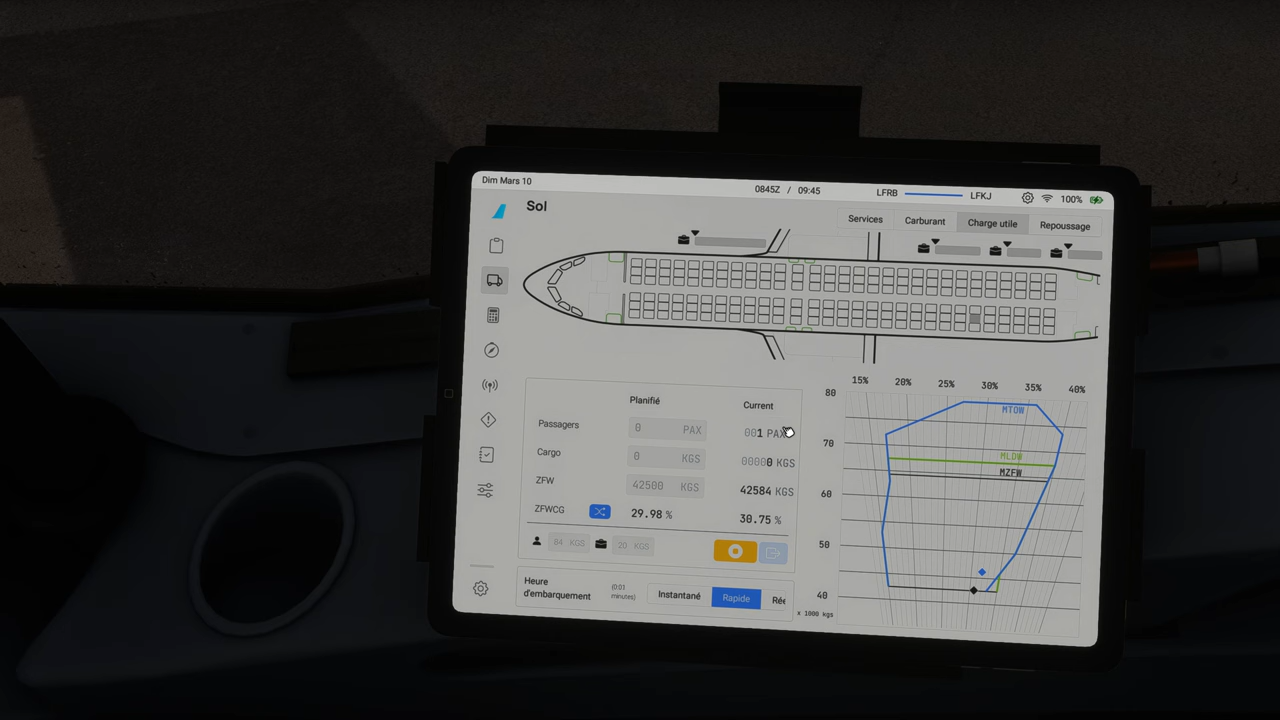 Dim Mars 10
0845Z / 09:45
LFRB LFKJ
100%
Sol
Services Carburant Charge utile Repoussage
Planifié Current
Passagers 0 PAX 001 PAX
Cargo 0 KGS 00000 KGS
ZFW 42500 KGS 42584 KGS
ZFWCG 29.98 % 30.75 %
84 KGS 20 KGS
Heure d'embarquement
(0:01 minutes)
Instantané Rapide Rée
15% 20% 25% 30% 35% 40%
80
MTOW
70
MLDW
MZFW
60
50
40
x 1000 kgs